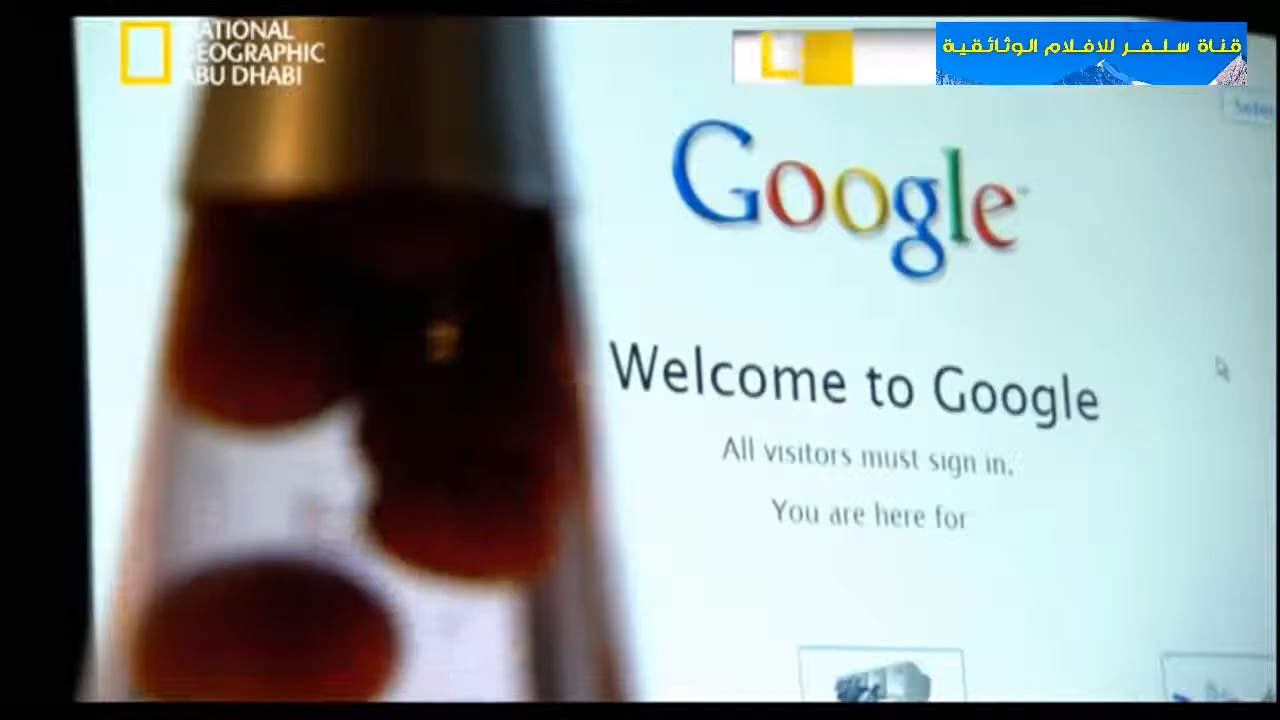 NATIONAL
GEOGRAPHIC
ABU DHABI
قناة سلفر للافلام الوثائقية
Google™
Welcome to Google
All visitors must sign in.
You are here for